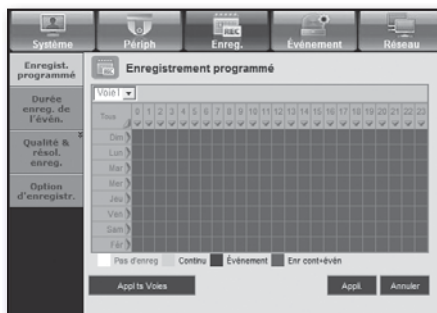 Système Périph Enreg. Événement Réseau
REC
Enregist. programmé
Durée enreg. de l'évén.
Qualité & résol. enreg.
Option d'enregistr.
Enregistrement programmé
Voie1
Tous 0 1 2 3 4 5 6 7 8 9 10 11 12 13 14 15 16 17 18 19 20 21 22 23
Dim
Lun
Mar
Mer
Jeu
Ven
Sam
Fér
Pas d'enreg Continu Événement Enr cont+évén
Appl ts Voies Appli. Annuler